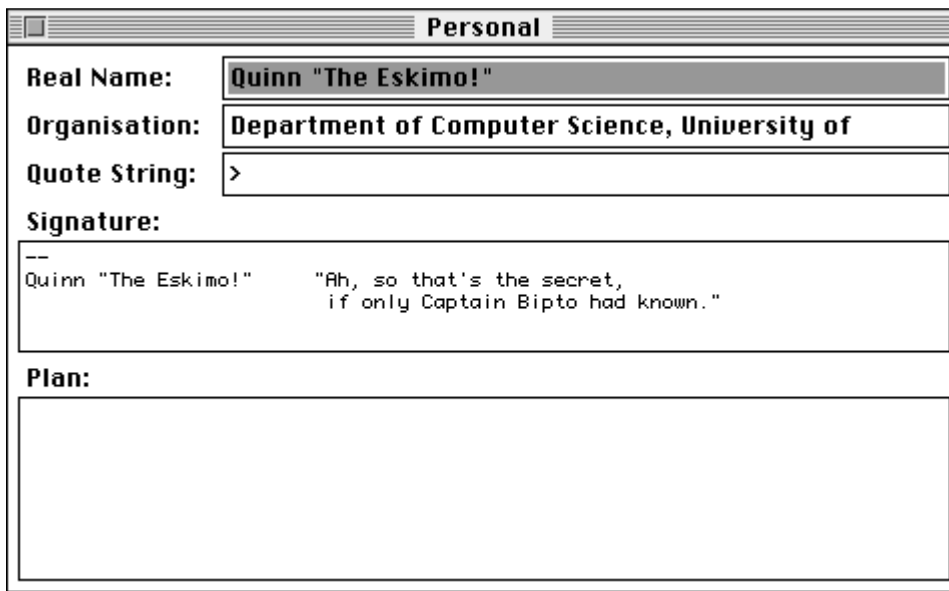 Personal
Real Name: Quinn "The Eskimo!"
Organisation: Department of Computer Science, University of
Quote String: >
Signature:
--
Quinn "The Eskimo!" "Ah, so that's the secret,
if only Captain Bipto had known."
Plan: